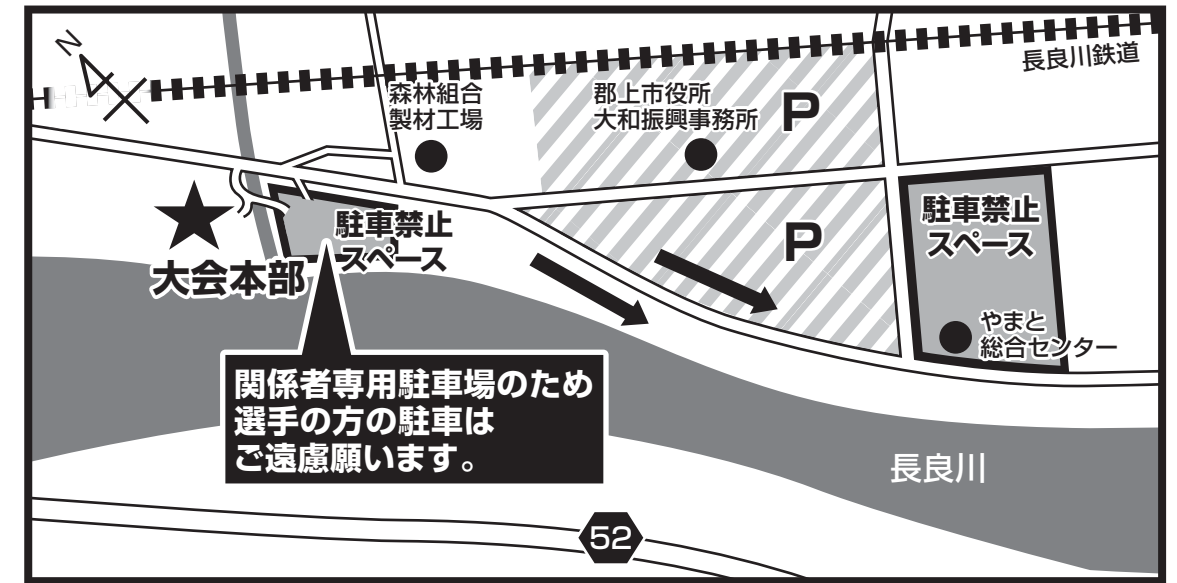 N
長良川鉄道
森林組合
製材工場
郡上市役所
大和振興事務所
P
駐車禁止
スペース
P
駐車禁止
スペース
大会本部
やまと
総合センター
関係者専用駐車場のため
選手の方の駐車は
ご遠慮願います。
長良川
52